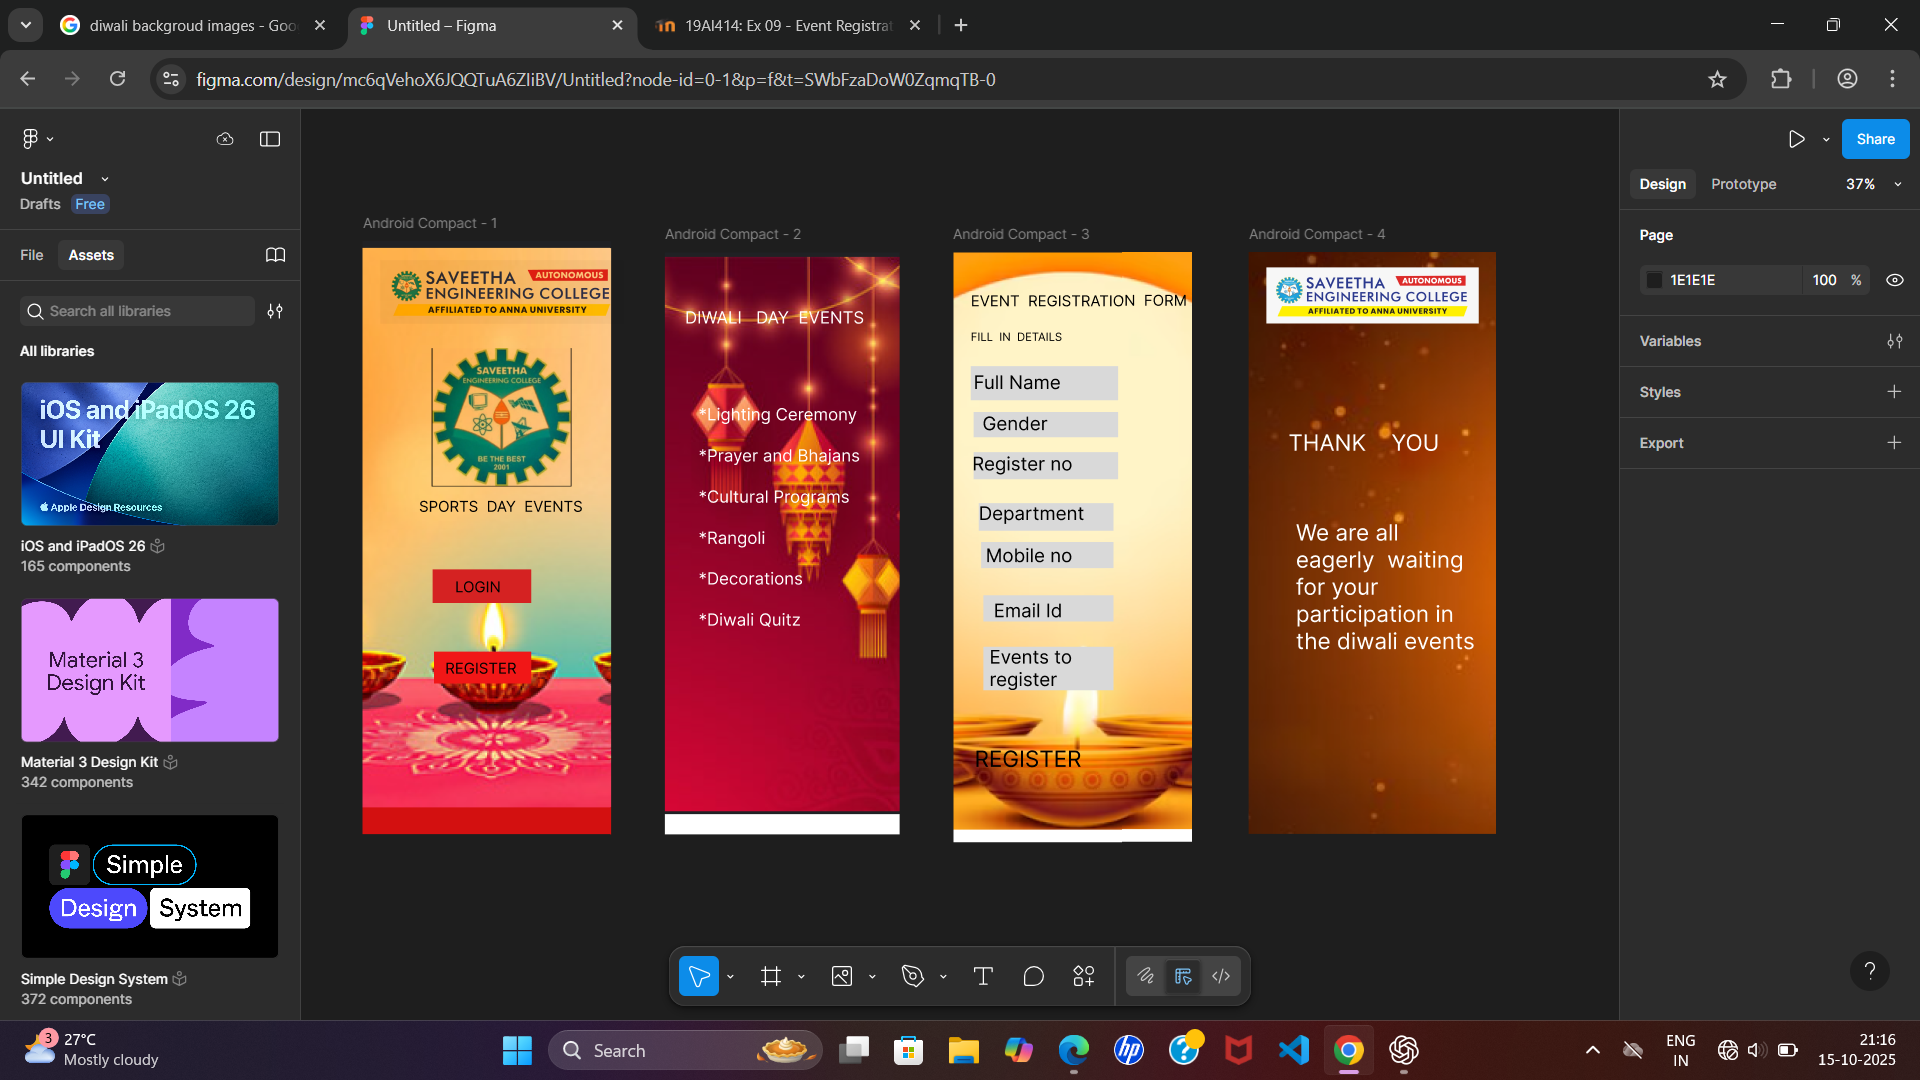 diwali backgroud images - Goo
Untitled – Figma
19AI414: Ex 09 - Event Registrat
figma.com/design/mc6qVehoX6JQQTuA6ZIiBV/Untitled?node-id=0-1&p=f&t=SWbFzaDoW0ZqmqTB-0
Untitled
Drafts
Free
File
Assets
Search all libraries
All libraries
iOS and iPadOS 26
UI Kit
Apple Design Resources
iOS and iPadOS 26
165 components
Material 3
Design Kit
Material 3 Design Kit
342 components
Simple
Design System
Simple Design System
372 components
Android Compact - 1
SAVEETHA AUTONOMOUS
ENGINEERING COLLEGE
AFFILIATED TO ANNA UNIVERSITY
SAVEETHA
ENGINEERING COLLEGE
BE THE BEST
2001
SPORTS DAY EVENTS
LOGIN
REGISTER
Android Compact - 2
DIWALI DAY EVENTS
*Lighting Ceremony
*Prayer and Bhajans
*Cultural Programs
*Rangoli
*Decorations
*Diwali Quitz
Android Compact - 3
EVENT REGISTRATION FORM
FILL IN DETAILS
Full Name
Gender
Register no
Department
Mobile no
Email Id
Events to
register
REGISTER
Android Compact - 4
SAVEETHA AUTONOMOUS
ENGINEERING COLLEGE
AFFILIATED TO ANNA UNIVERSITY
THANK YOU
We are all
eagerly waiting
for your
participation in
the diwali events
Share
Design
Prototype
37%
Page
1E1E1E
100 %
Variables
Styles
Export
?
3
27°C
Mostly cloudy
Search
hp
?
ENG
IN
21:16
15-10-2025